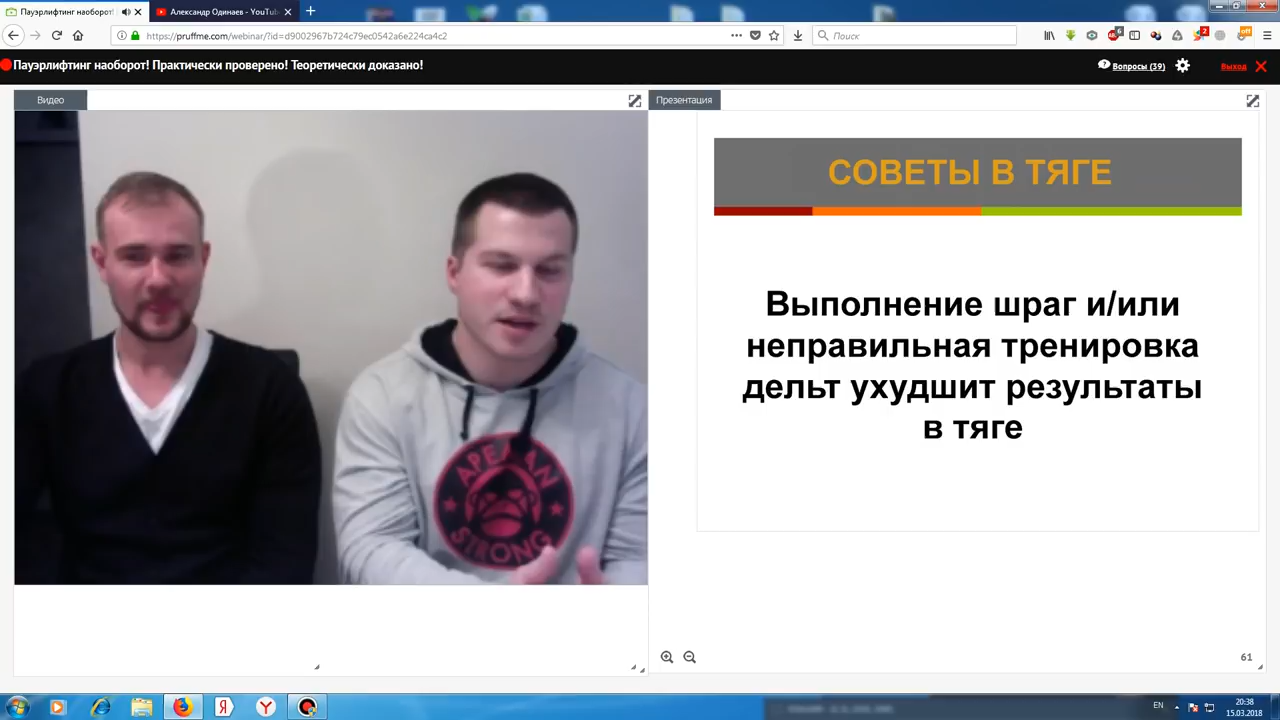 Пауэрлифтинг наоборот!
Александр Одинаев - YouTub
https://pruffme.com/webinar/?id=d9002967b724c79ec0542a6e224ca4c2
Поиск
Пауэрлифтинг наоборот! Практически проверено! Теоретически доказано!
Вопросы (39)
Выход
Видео
Презентация
СОВЕТЫ В ТЯГЕ
Выполнение шраг и/или
неправильная тренировка
дельт ухудшит результаты
в тяге
STRONG
61
EN
20:38
15.03.2018